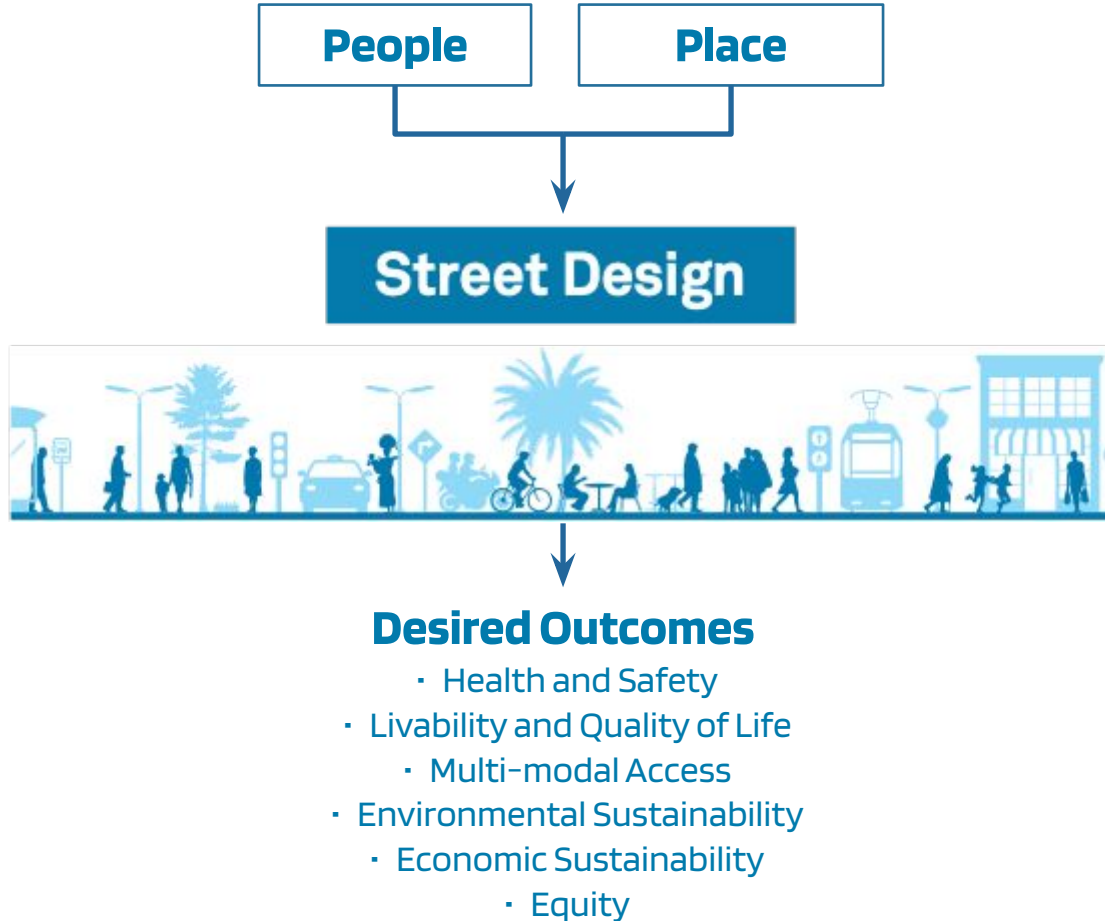 People
Place
Street Design
Desired Outcomes
· Health and Safety
· Livability and Quality of Life
· Multi-modal Access
· Environmental Sustainability
· Economic Sustainability
· Equity